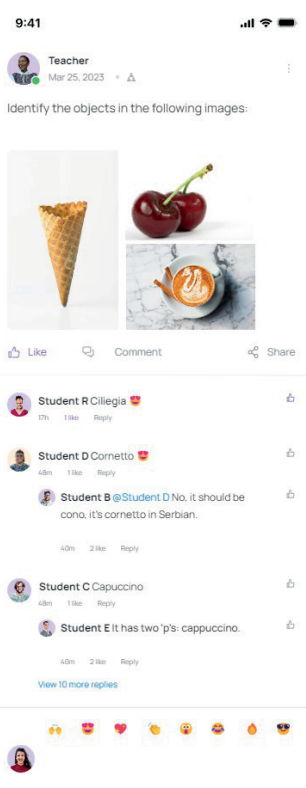 9:41
Teacher
Mar 25, 2023
Identify the objects in the following images:
Like
Comment
Share
Student R Ciliegia 😍
17h 1 like Reply
Student D Cornetto 😍
48m 1 like Reply
Student B @Student D No, it should be
cono, it's cornetto in Serbian.
40m 2 like Reply
Student C Capuccino
48m 1 like Reply
Student E It has two 'p's: cappuccino.
40m 2 like Reply
View 10 more replies